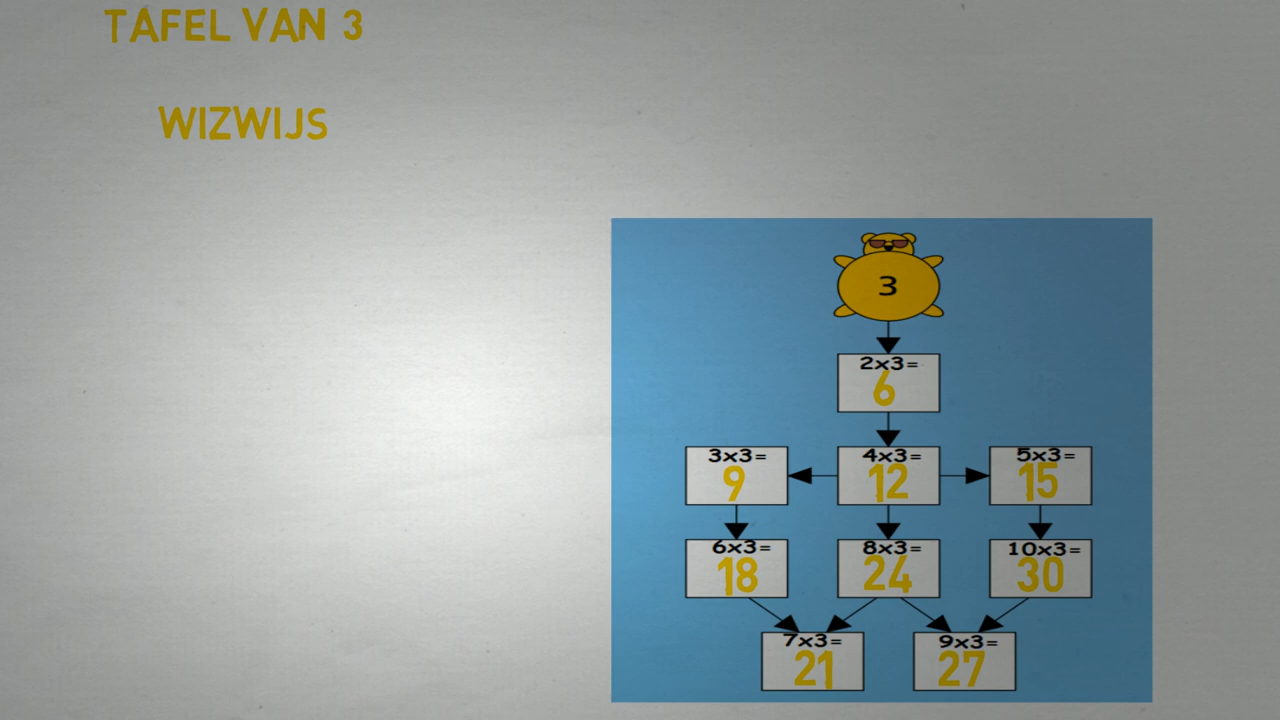 TAFEL VAN 3
WIZWIJS
3
2x3=
6
3x3=
9
4x3=
12
5x3=
15
6x3=
18
8x3=
24
10x3=
30
7x3=
21
9x3=
27